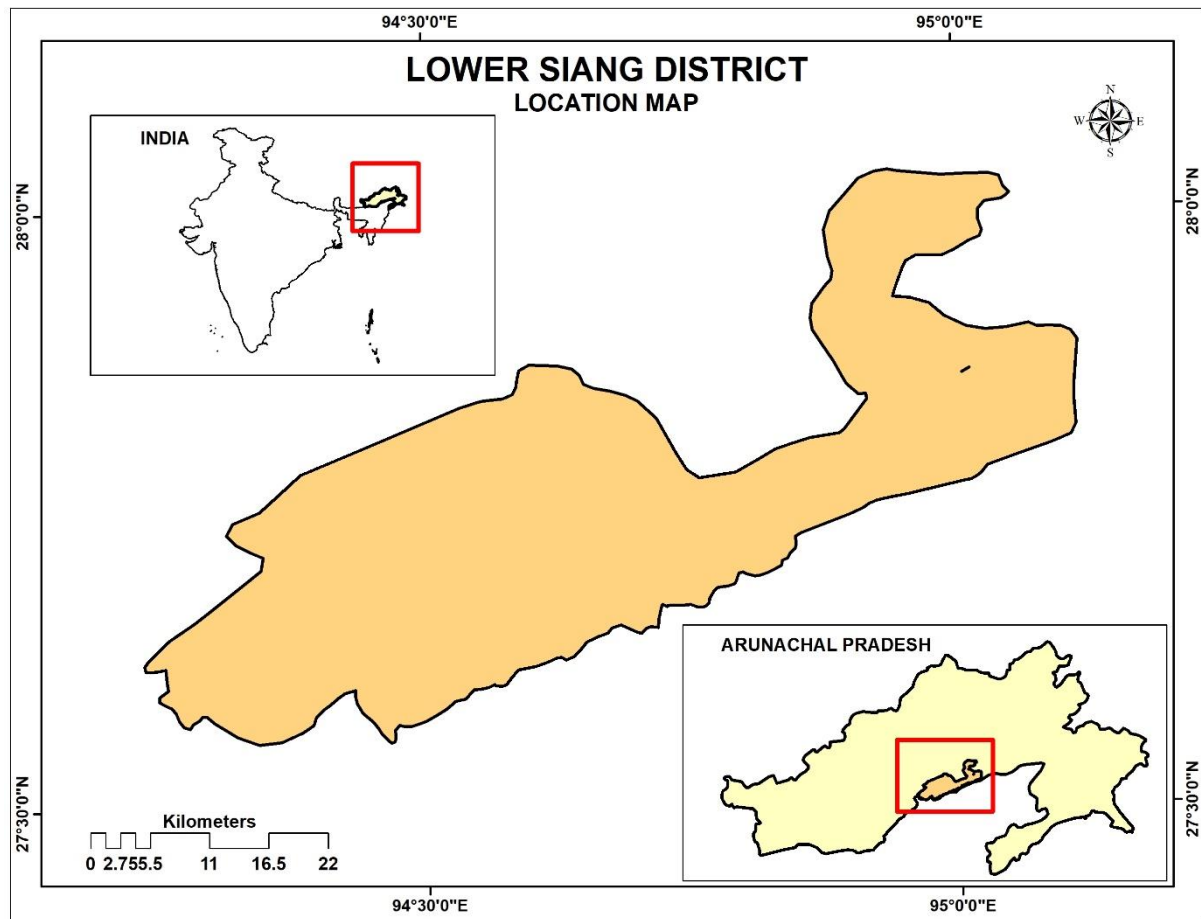 94°30'0"E
95°0'0"E
LOWER SIANG DISTRICT
LOCATION MAP
INDIA
N
W
E
S
28°0'0"N
28°0'0"N
ARUNACHAL PRADESH
27°30'0"N
27°30'0"N
Kilometers
0 2.755.5 11 16.5 22
94°30'0"E
95°0'0"E